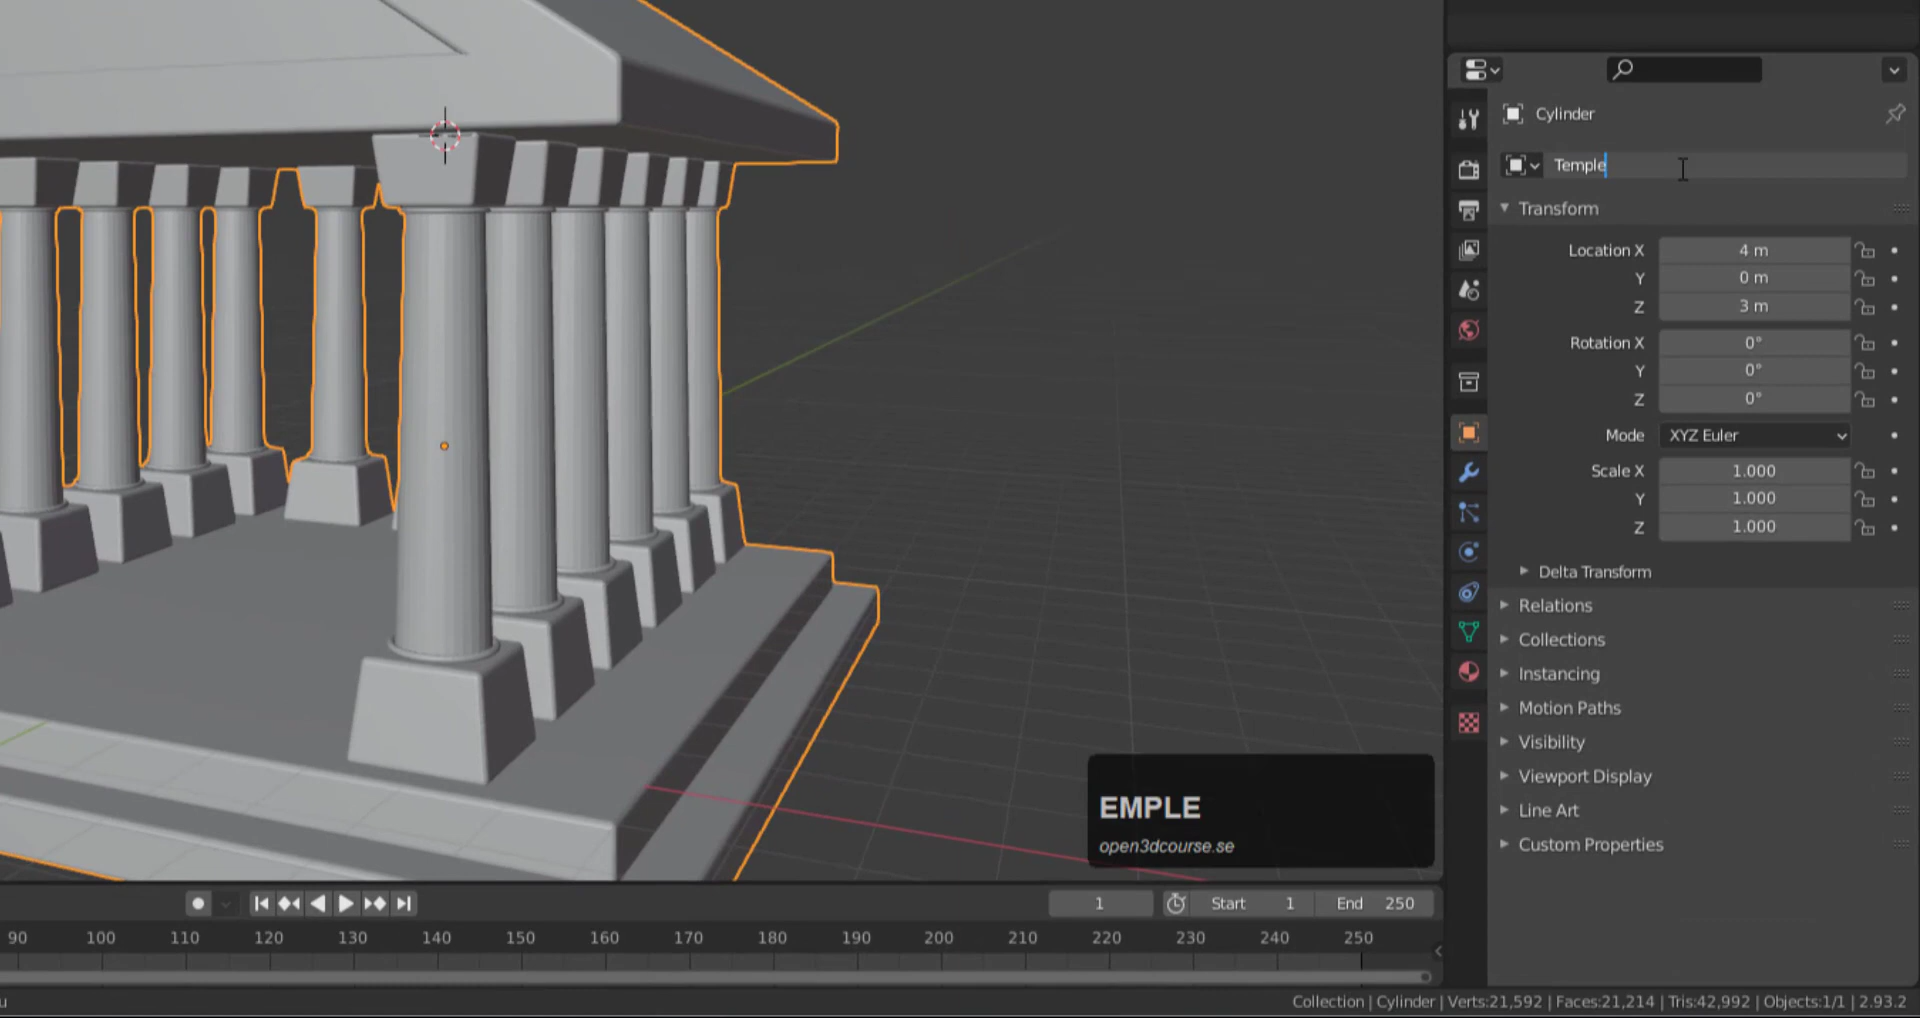 Cylinder
Temple
Transform
Location X 4 m
Y 0 m
Z 3 m
Rotation X 0°
Y 0°
Z 0°
Mode XYZ Euler
Scale X 1.000
Y 1.000
Z 1.000
Delta Transform
Relations
Collections
Instancing
Motion Paths
Visibility
Viewport Display
Line Art
Custom Properties
EMPLE
open3dcourse.se
1 Start 1 End 250
90 100 110 120 130 140 150 160 170 180 190 200 210 220 230 240 250
u Collection | Cylinder | Verts:21,592 | Faces:21,214 | Tris:42,992 | Objects:1/1 | 2.93.2